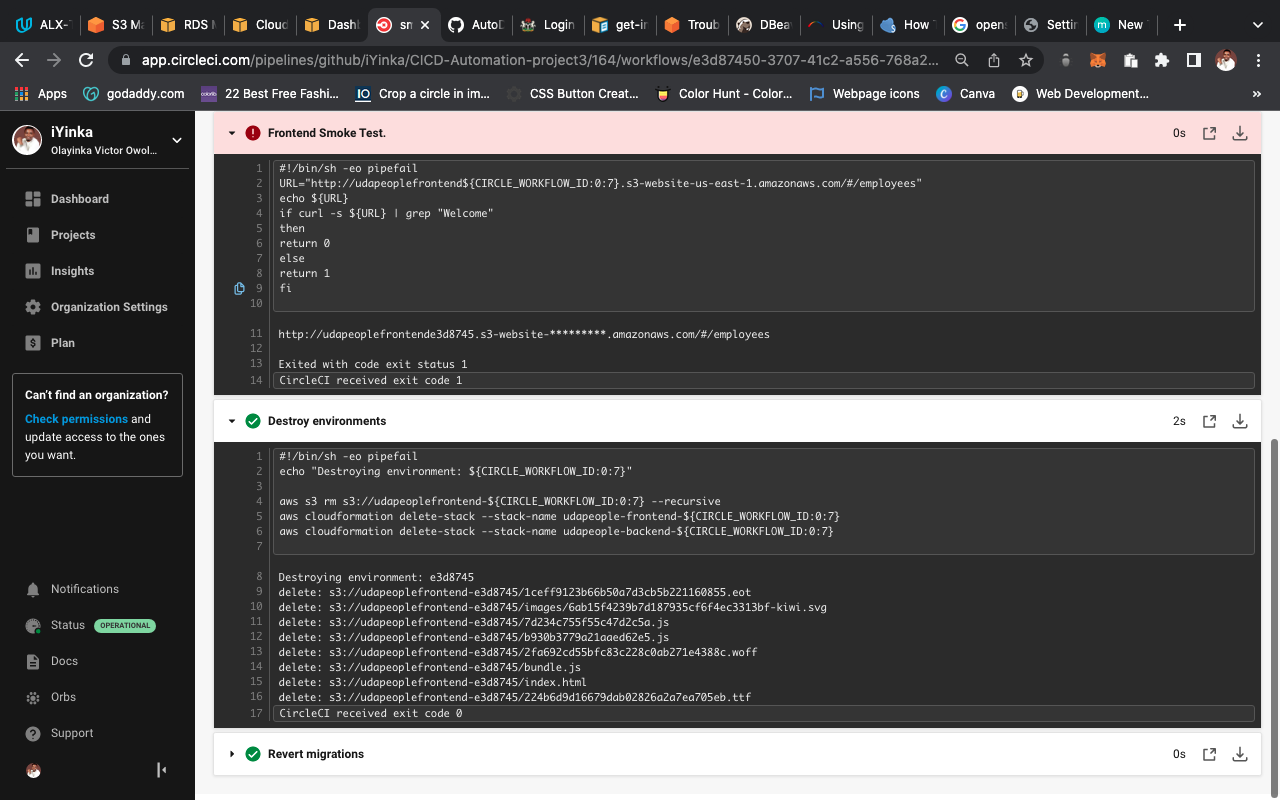 ALX-T
S3 Ma
RDS M
Cloud
Dashb
sm
AutoD
Login
get-in
Troub
DBea
Using
How T
opens
Settin
New T
app.circleci.com/pipelines/github/iYinka/CICD-Automation-project3/164/workflows/e3d87450-3707-41c2-a556-768a2...
Apps
godaddy.com
22 Best Free Fashi...
Crop a circle in im...
CSS Button Creat...
Color Hunt - Color...
Webpage icons
Canva
Web Development...
iYinka
Olayinka Victor Owol...
Dashboard
Projects
Insights
Organization Settings
Plan
Can't find an organization?
Check permissions and
update access to the ones
you want.
Notifications
Status OPERATIONAL
Docs
Orbs
Support
Frontend Smoke Test. 0s
1 #!/bin/sh -eo pipefail
2 URL="http://udapeoplefrontend${CIRCLE_WORKFLOW_ID:0:7}.s3-website-us-east-1.amazonaws.com/#/employees"
3 echo ${URL}
4 if curl -s ${URL} | grep "Welcome"
5 then
6 return 0
7 else
8 return 1
9 fi
10
11 http://udapeoplefrontende3d8745.s3-website-*********.amazonaws.com/#/employees
12
13 Exited with code exit status 1
14 CircleCI received exit code 1
Destroy environments 2s
1 #!/bin/sh -eo pipefail
2 echo "Destroying environment: ${CIRCLE_WORKFLOW_ID:0:7}"
3
4 aws s3 rm s3://udapeoplefrontend-${CIRCLE_WORKFLOW_ID:0:7} --recursive
5 aws cloudformation delete-stack --stack-name udapeople-frontend-${CIRCLE_WORKFLOW_ID:0:7}
6 aws cloudformation delete-stack --stack-name udapeople-backend-${CIRCLE_WORKFLOW_ID:0:7}
7
8 Destroying environment: e3d8745
9 delete: s3://udapeoplefrontend-e3d8745/1ceff9123b66b50a7d3cb5b221160855.eot
10 delete: s3://udapeoplefrontend-e3d8745/images/6ab15f4239b7d187935cf6f4ec3313bf-kiwi.svg
11 delete: s3://udapeoplefrontend-e3d8745/7d234c755f55c47d2c5a.js
12 delete: s3://udapeoplefrontend-e3d8745/b930b3779a21aaed62e5.js
13 delete: s3://udapeoplefrontend-e3d8745/2fa692cd55bfc83c228c0ab271e4388c.woff
14 delete: s3://udapeoplefrontend-e3d8745/bundle.js
15 delete: s3://udapeoplefrontend-e3d8745/index.html
16 delete: s3://udapeoplefrontend-e3d8745/224b6d9d16679dab02826a2a7ea705eb.ttf
17 CircleCI received exit code 0
Revert migrations 0s